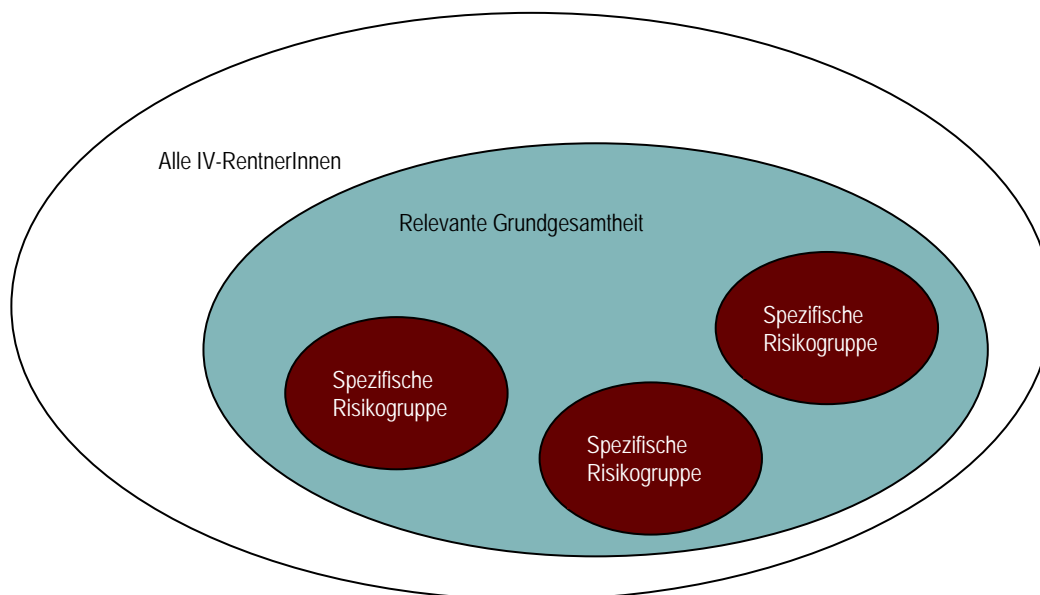 Alle IV-RentnerInnen
Relevante Grundgesamtheit
Spezifische
Risikogruppe
Spezifische
Risikogruppe
Spezifische
Risikogruppe